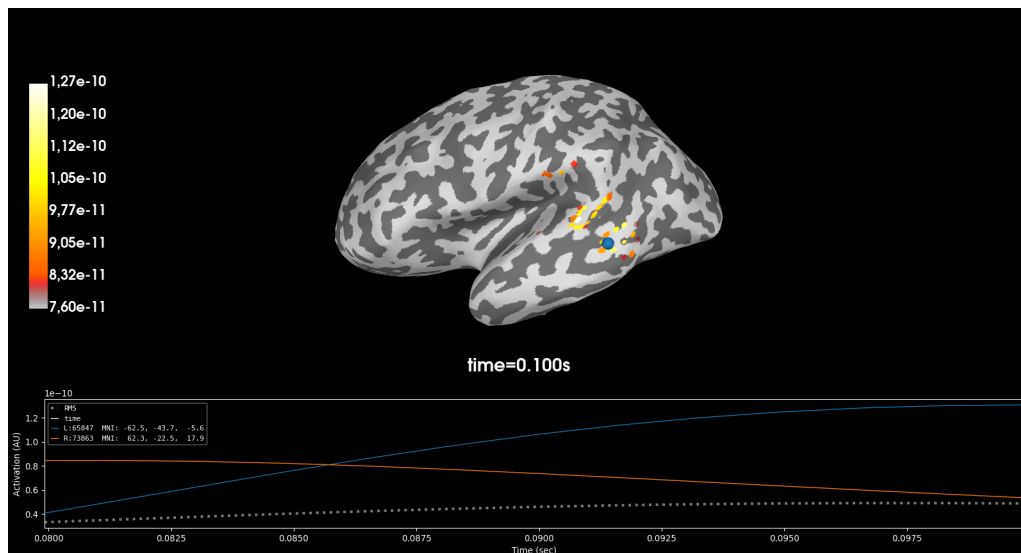 1,27e-10
1,20e-10
1,12e-10
1,05e-10
9,77e-11
9,05e-11
8,32e-11
7,60e-11
time=0.100s
1e−10
RMS
time
L:65847 MNI: -62.5, -43.7, -5.6
R:73863 MNI: 62.3, -22.5, 17.9
1.2
1.0
0.8
0.6
0.4
Activation (AU)
0.0800 0.0825 0.0850 0.0875 0.0900 0.0925 0.0950 0.0975
Time (sec)